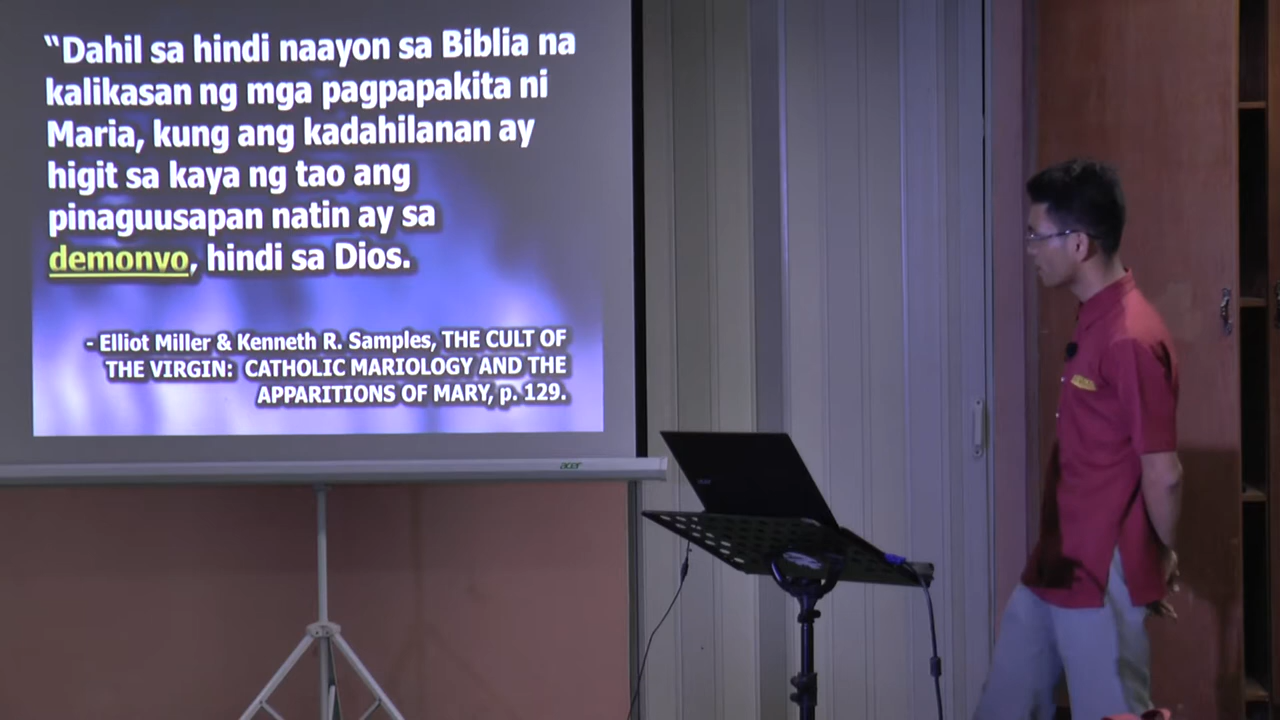 “Dahil sa hindi naayon sa Biblia na
kalikasan ng mga pagpapakita ni
Maria, kung ang kadahilanan ay
higit sa kaya ng tao ang
pinaguusapan natin ay sa
demonyo, hindi sa Dios.
- Elliot Miller & Kenneth R. Samples, THE CULT OF
THE VIRGIN: CATHOLIC MARIOLOGY AND THE
APPARITIONS OF MARY, p. 129.
acer